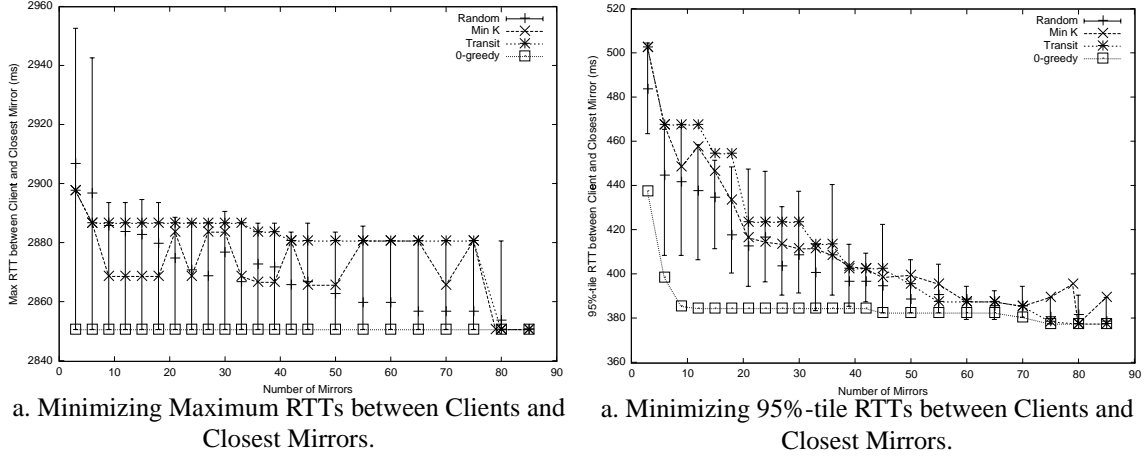 2960
2940
2920
2900
2880
2860
2840
0 10 20 30 40 50 60 70 80 90
Max RTT between Client and Closest Mirror (ms)
Number of Mirrors
Random
Min K
Transit
0-greedy
a. Minimizing Maximum RTTs between Clients and
Closest Mirrors.
520
500
480
460
440
420
400
380
360
0 10 20 30 40 50 60 70 80 90
95%-tile RTT between Client and Closest Mirror (ms)
Number of Mirrors
Random
Min K
Transit
0-greedy
a. Minimizing 95%-tile RTTs between Clients and
Closest Mirrors.